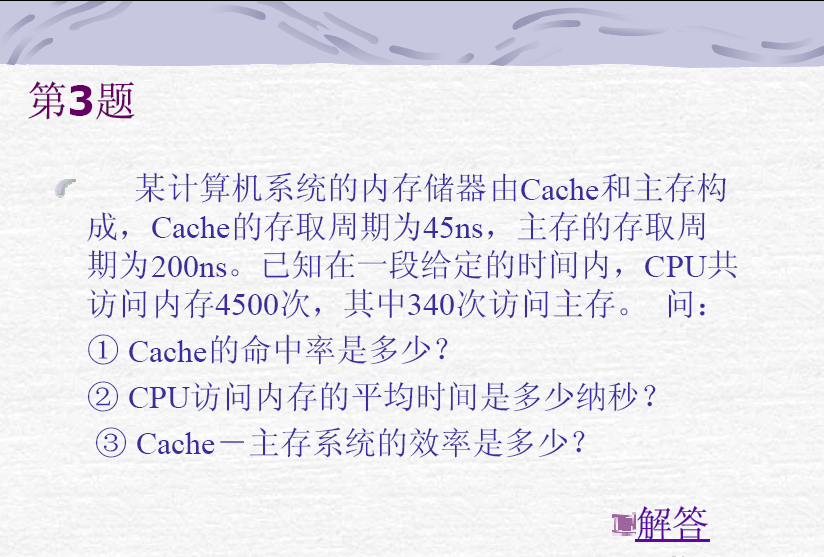 第3题
某计算机系统的内存储器由Cache和主存构
成，Cache的存取周期为45ns，主存的存取周
期为200ns。已知在一段给定的时间内，CPU共
访问内存4500次，其中340次访问主存。 问：
① Cache的命中率是多少？
② CPU访问内存的平均时间是多少纳秒？
③ Cache－主存系统的效率是多少？
解答